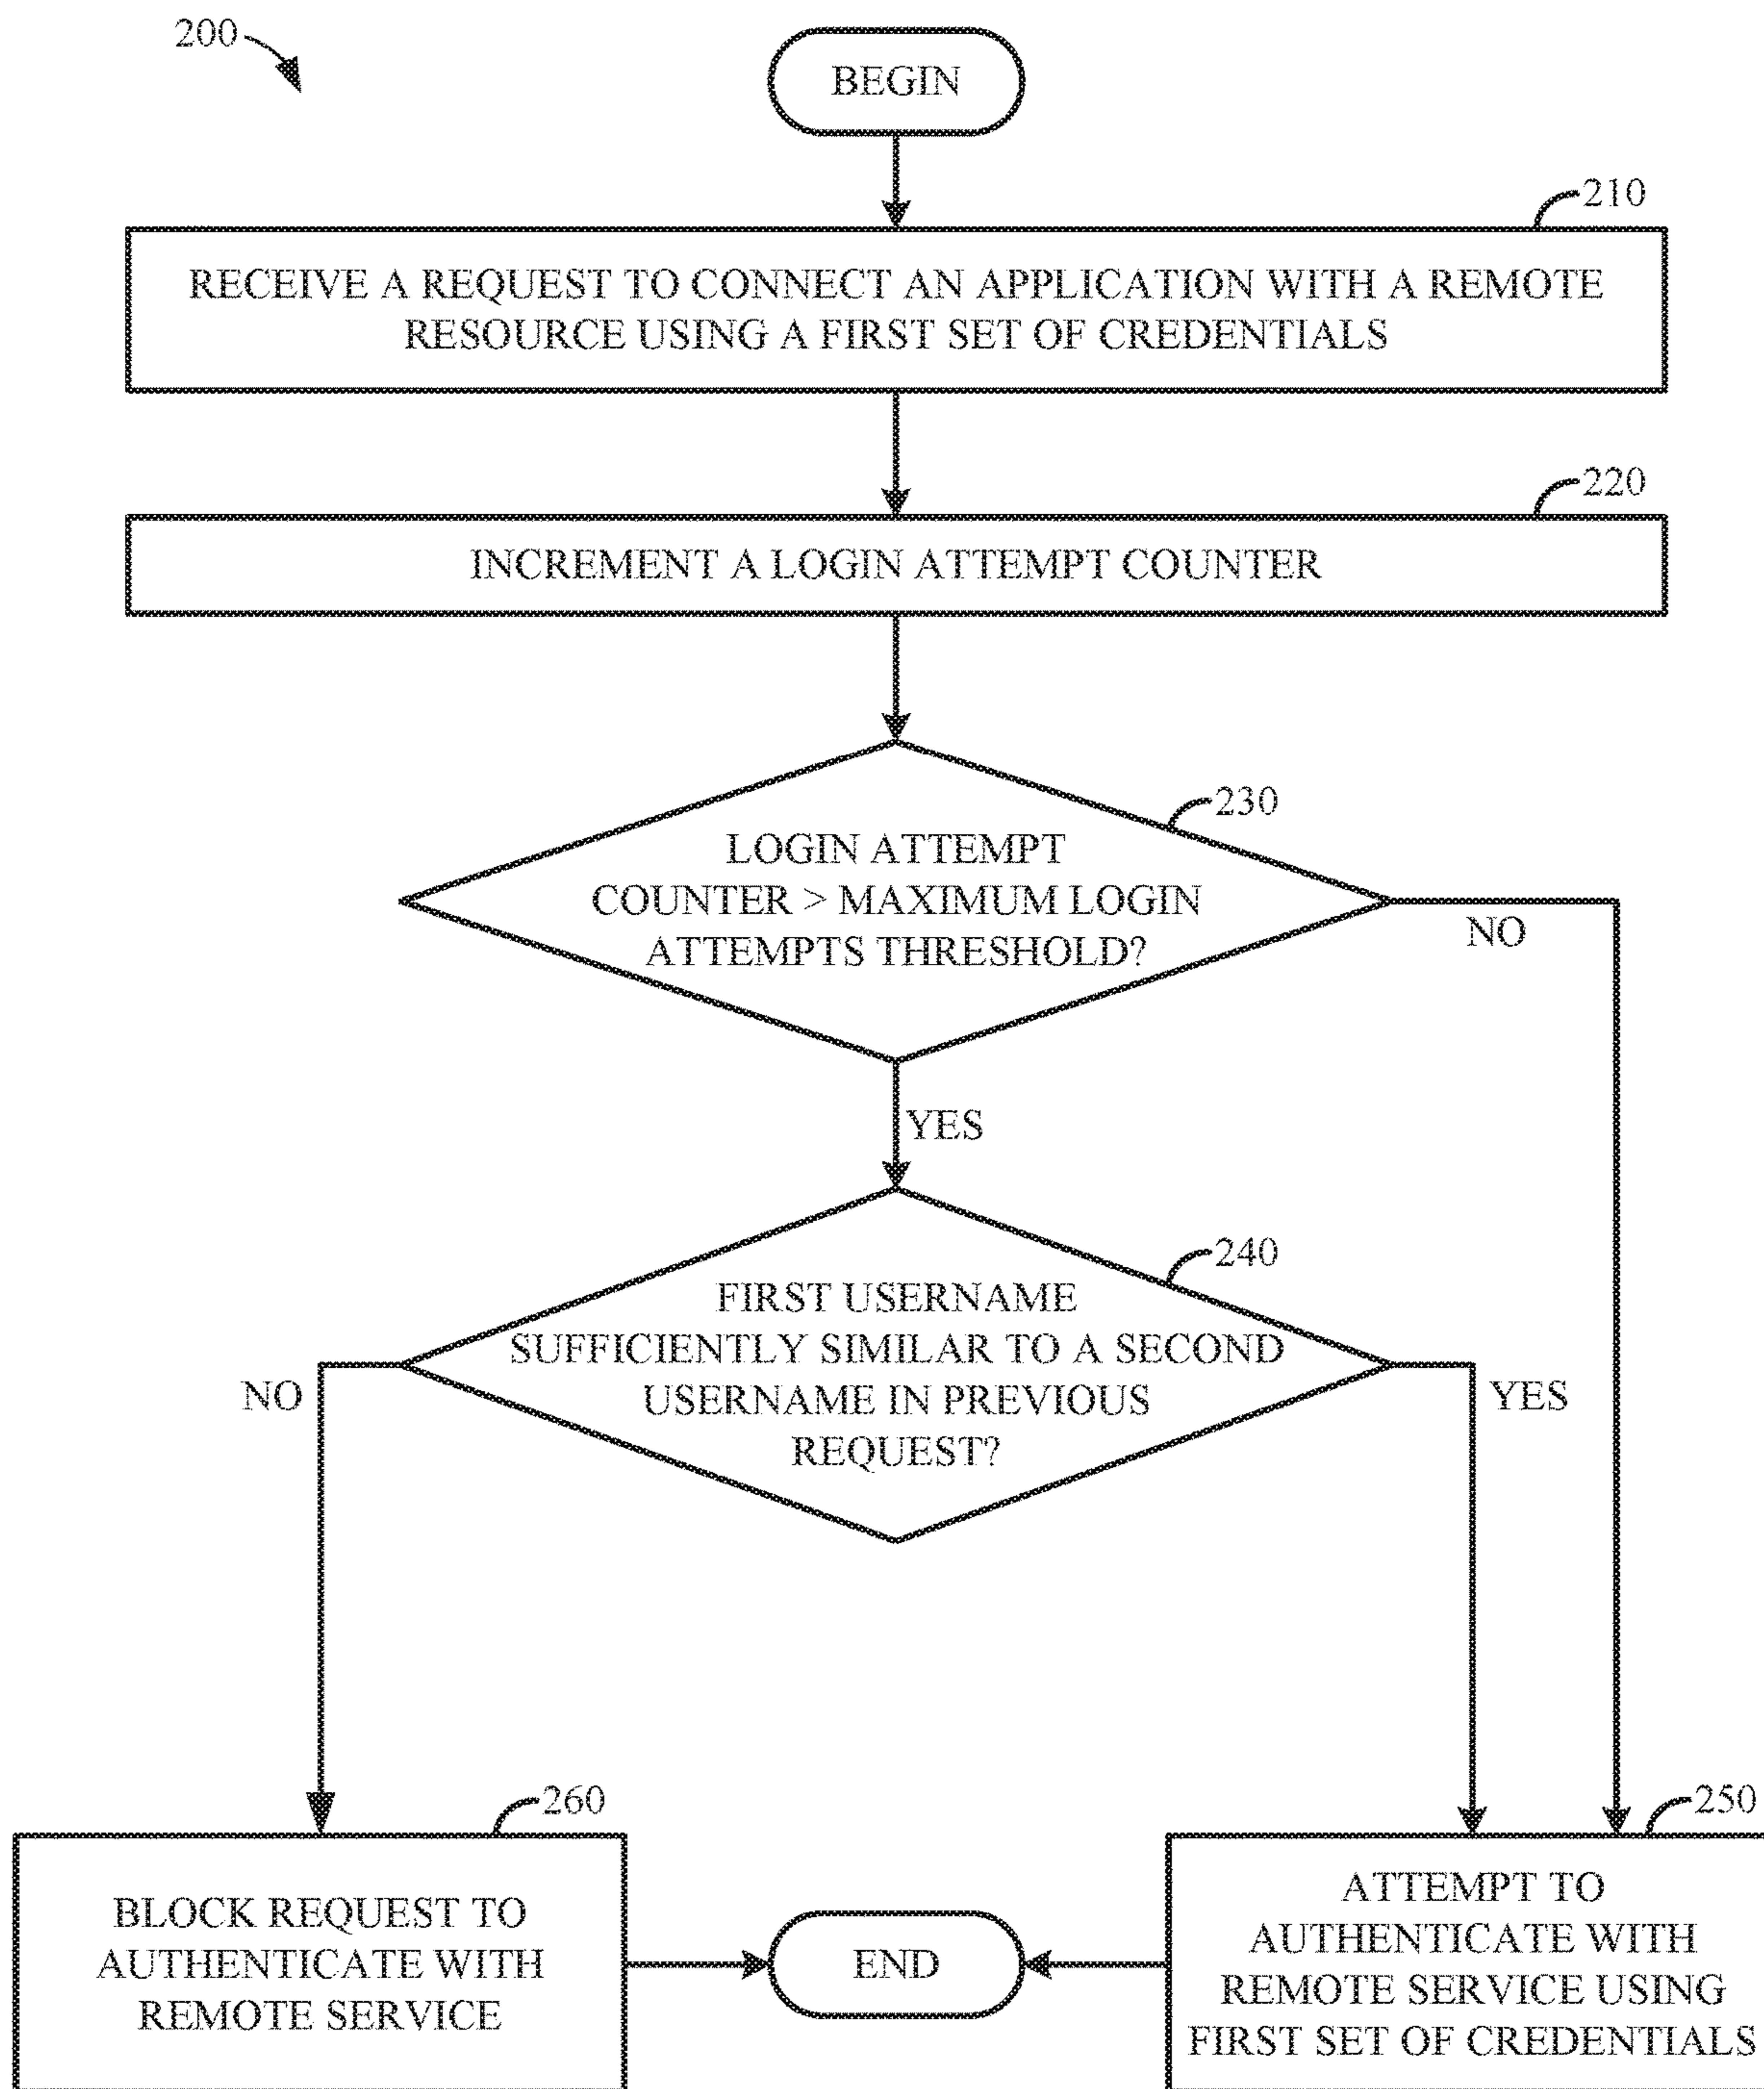 200
BEGIN
210
RECEIVE A REQUEST TO CONNECT AN APPLICATION WITH A REMOTE
RESOURCE USING A FIRST SET OF CREDENTIALS
220
INCREMENT A LOGIN ATTEMPT COUNTER
230
LOGIN ATTEMPT
COUNTER > MAXIMUM LOGIN
ATTEMPTS THRESHOLD?
NO
YES
240
FIRST USERNAME
SUFFICIENTLY SIMILAR TO A SECOND
USERNAME IN PREVIOUS
REQUEST?
NO
YES
260
BLOCK REQUEST TO
AUTHENTICATE WITH
REMOTE SERVICE
END
250
ATTEMPT TO
AUTHENTICATE WITH
REMOTE SERVICE USING
FIRST SET OF CREDENTIALS